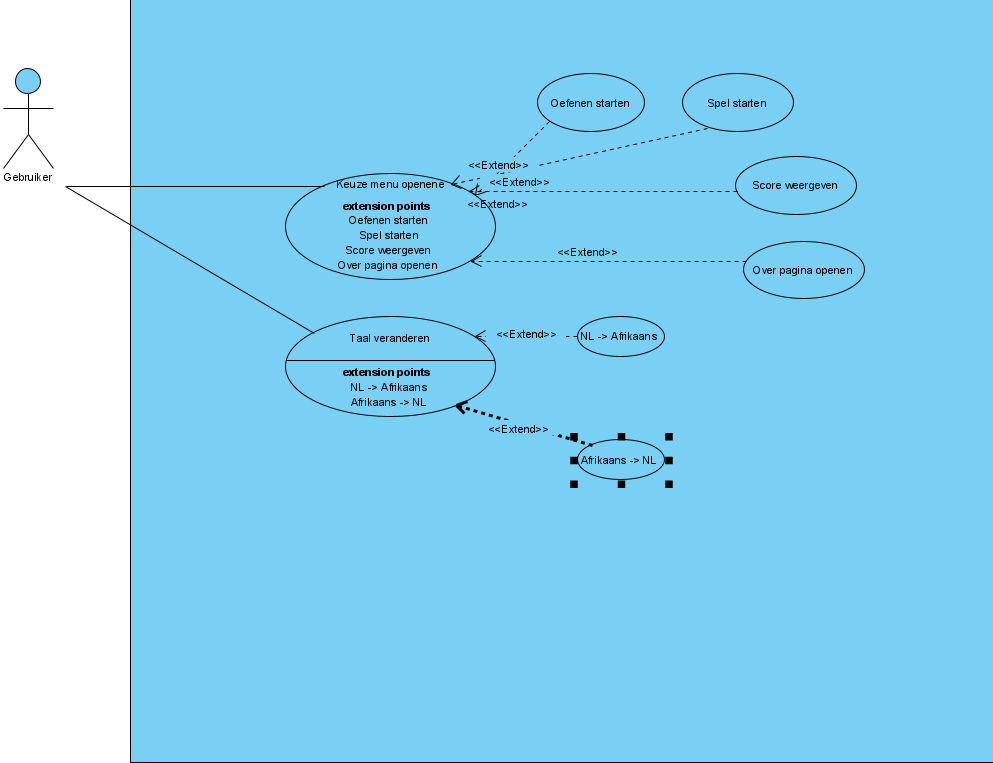 Oefenen starten
Spel starten
Gebruiker
<<Extend>>
Keuze menu openene
<<Extend>>
Score weergeven
<<Extend>>
extension points
Oefenen starten
Spel starten
Score weergeven
Over pagina openen
<<Extend>>
Over pagina openen
Taal veranderen
<<Extend>>
NL -> Afrikaans
extension points
NL -> Afrikaans
Afrikaans -> NL
<<Extend>>
Afrikaans -> NL